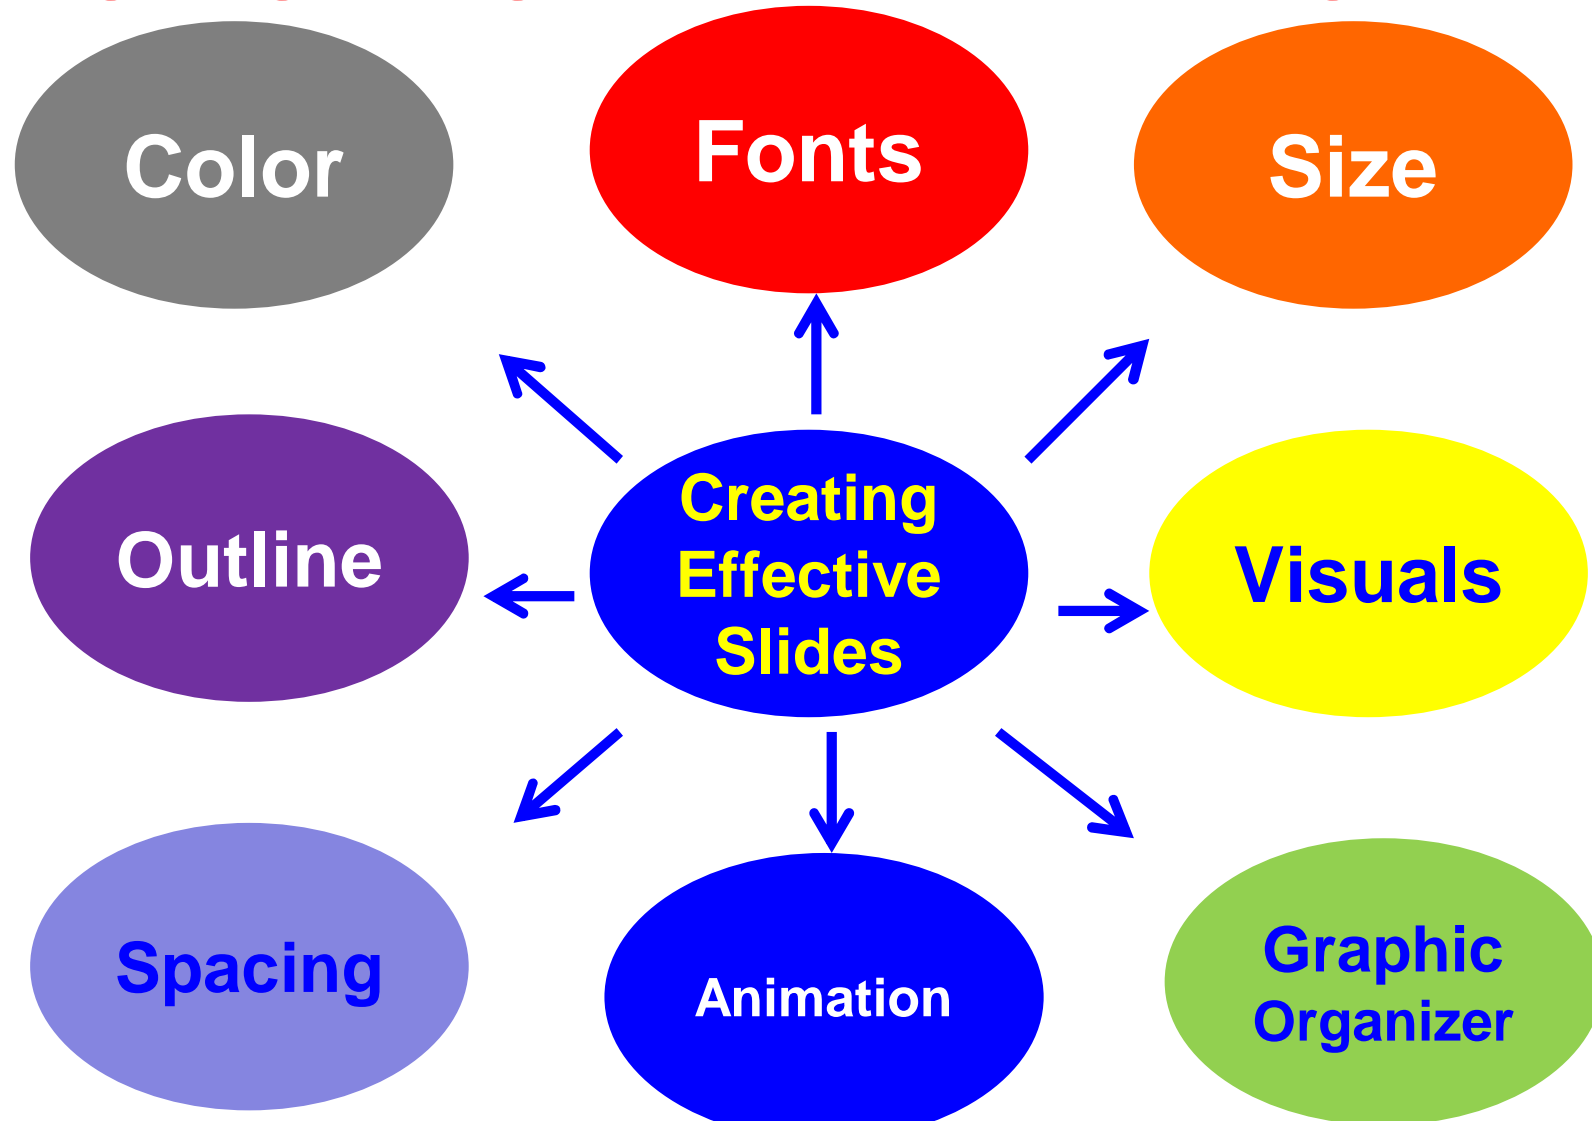 Color
Fonts
Size
Outline
Creating
Effective
Slides
Visuals
Spacing
Animation
Graphic
Organizer